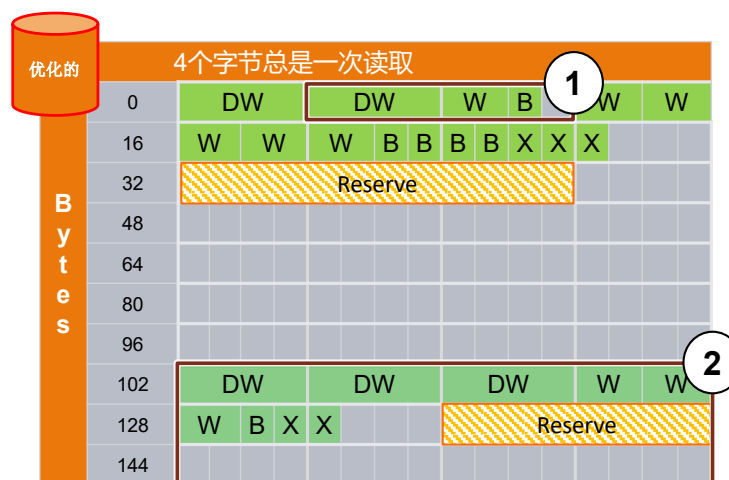 优化的
4个字节总是一次读取
1
0 DW DW W B W W
16 W W W B B B B X X X
32 Reserve
Bytes
48
64
80
96
2
102 DW DW DW W W
128 W B X X Reserve
144